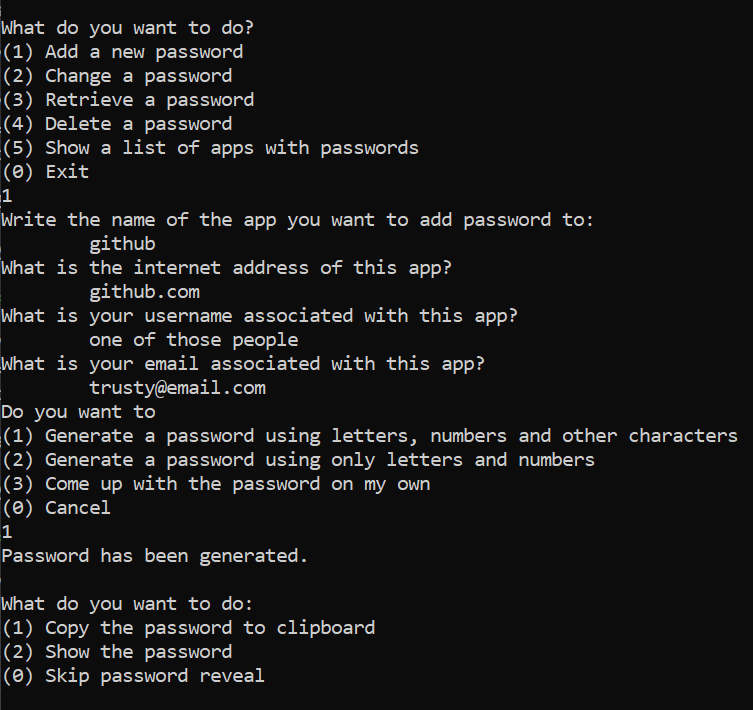 What do you want to do?
(1) Add a new password
(2) Change a password
(3) Retrieve a password
(4) Delete a password
(5) Show a list of apps with passwords
(0) Exit
1
Write the name of the app you want to add password to:
        github
What is the internet address of this app?
        github.com
What is your username associated with this app?
        one of those people
What is your email associated with this app?
        trusty@email.com
Do you want to
(1) Generate a password using letters, numbers and other characters
(2) Generate a password using only letters and numbers
(3) Come up with the password on my own
(0) Cancel
1
Password has been generated.

What do you want to do:
(1) Copy the password to clipboard
(2) Show the password
(0) Skip password reveal